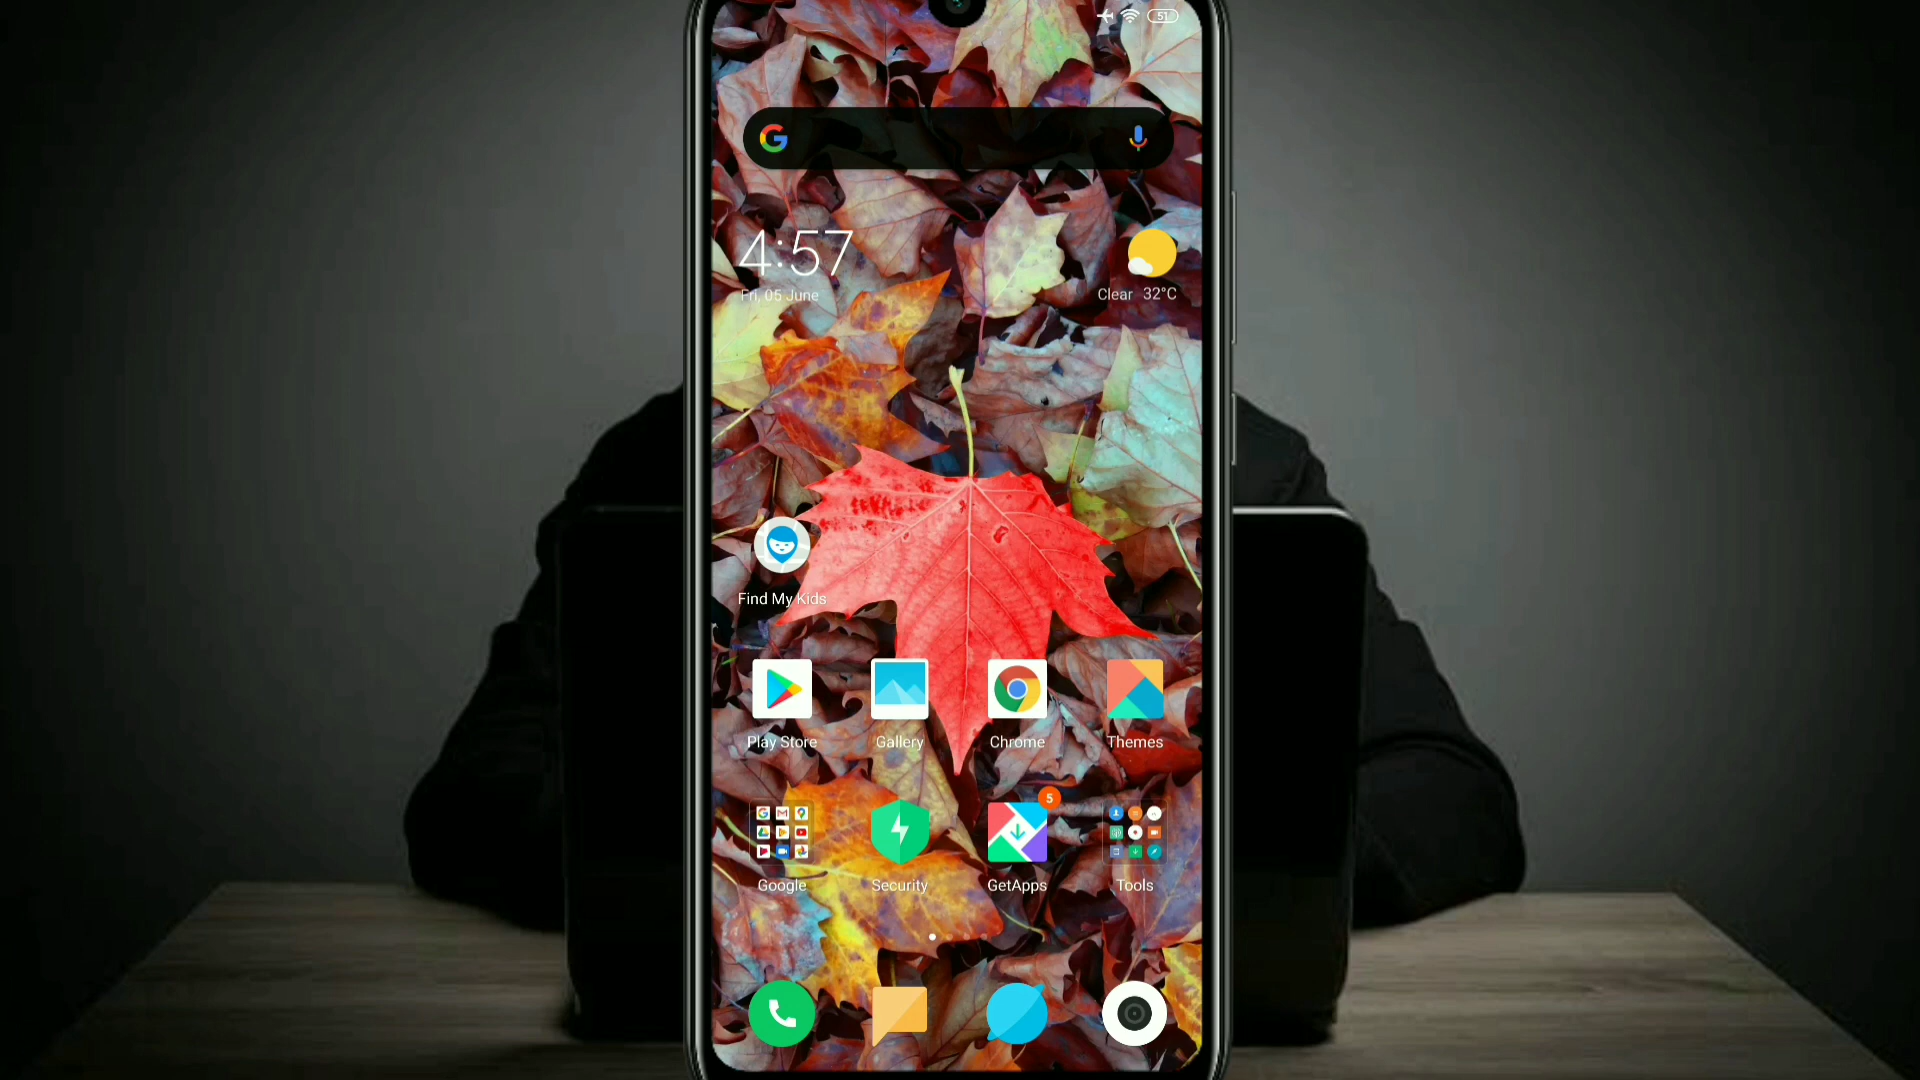 51
4:57
Fri, 05 June
Clear 32°C
Find My Kids
Play Store
Gallery
Chrome
Themes
5
Google
Security
GetApps
Tools